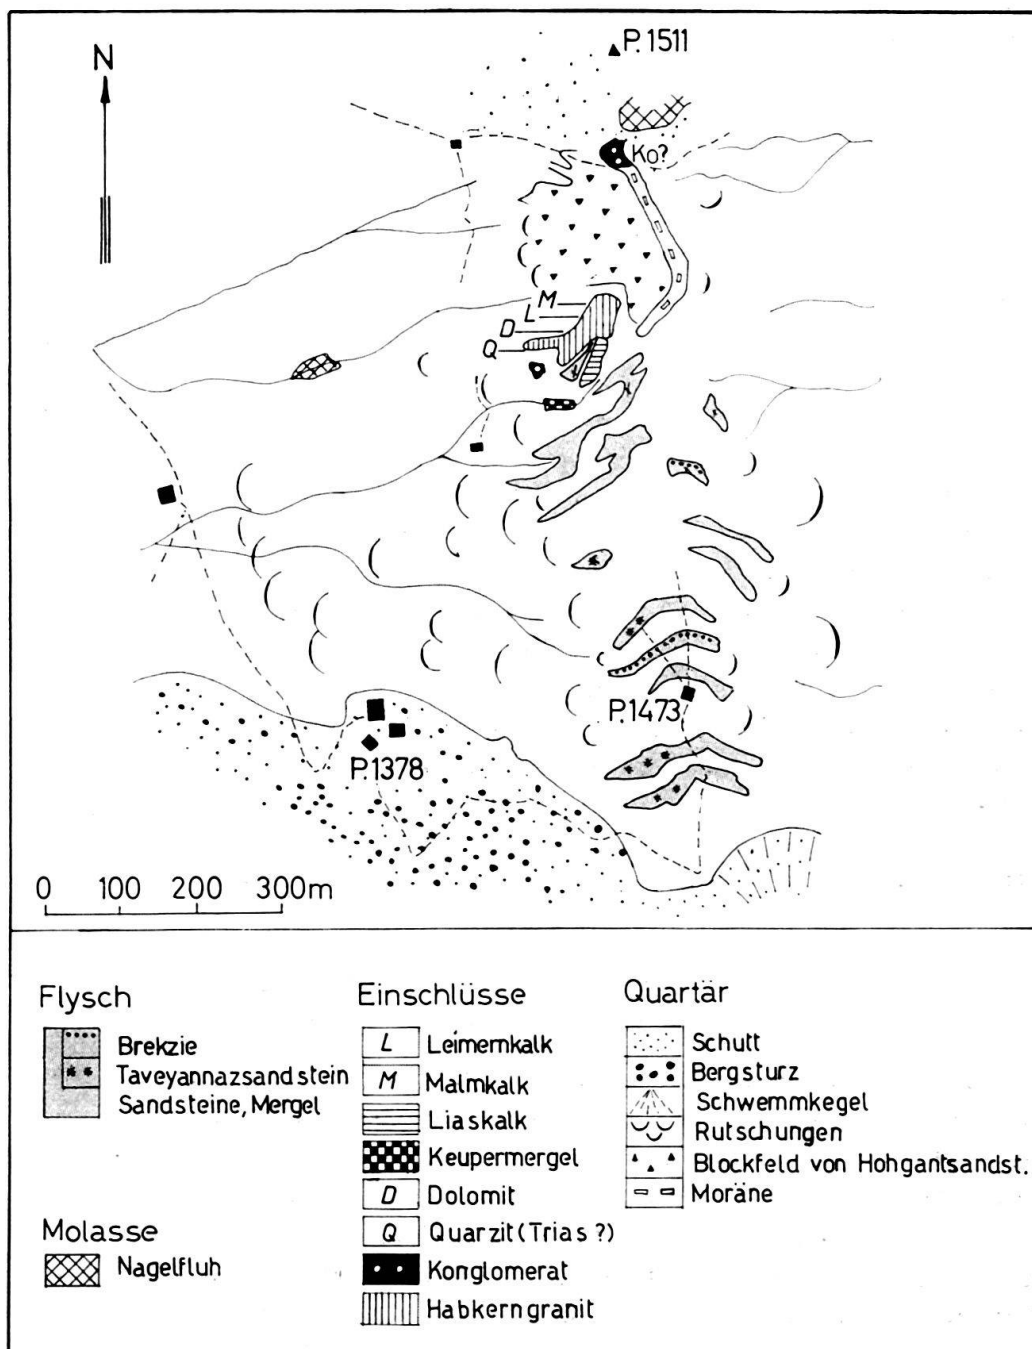 P.1511
N
Ko?
M
L
D
Q
P.1473
P.1378
0 100 200 300m
Flysch
Brekzie
Taveyannazsandstein
Sandsteine, Mergel
Molasse
Nagelfluh
Einschlüsse
L Leimernkalk
M Malmkalk
Liaskalk
Keupermergel
D Dolomit
Q Quarzit (Trias ?)
Konglomerat
Habkerngranit
Quartär
Schutt
Bergsturz
Schwemmkegel
Rutschungen
Blockfeld von Hohgantsandst.
Moräne